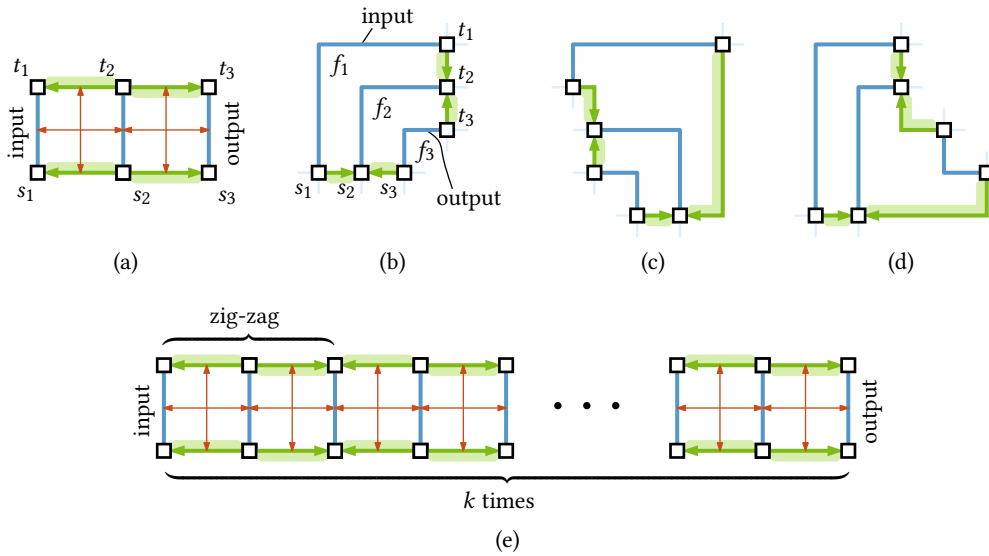 t1 t2 t3
input
output
s1 s2 s3
(a)
input
f1
f2
f3
t1
t2
t3
s1 s2 s3
output
(b)
(c)
(d)
zig-zag
input
• • •
output
k times
(e)